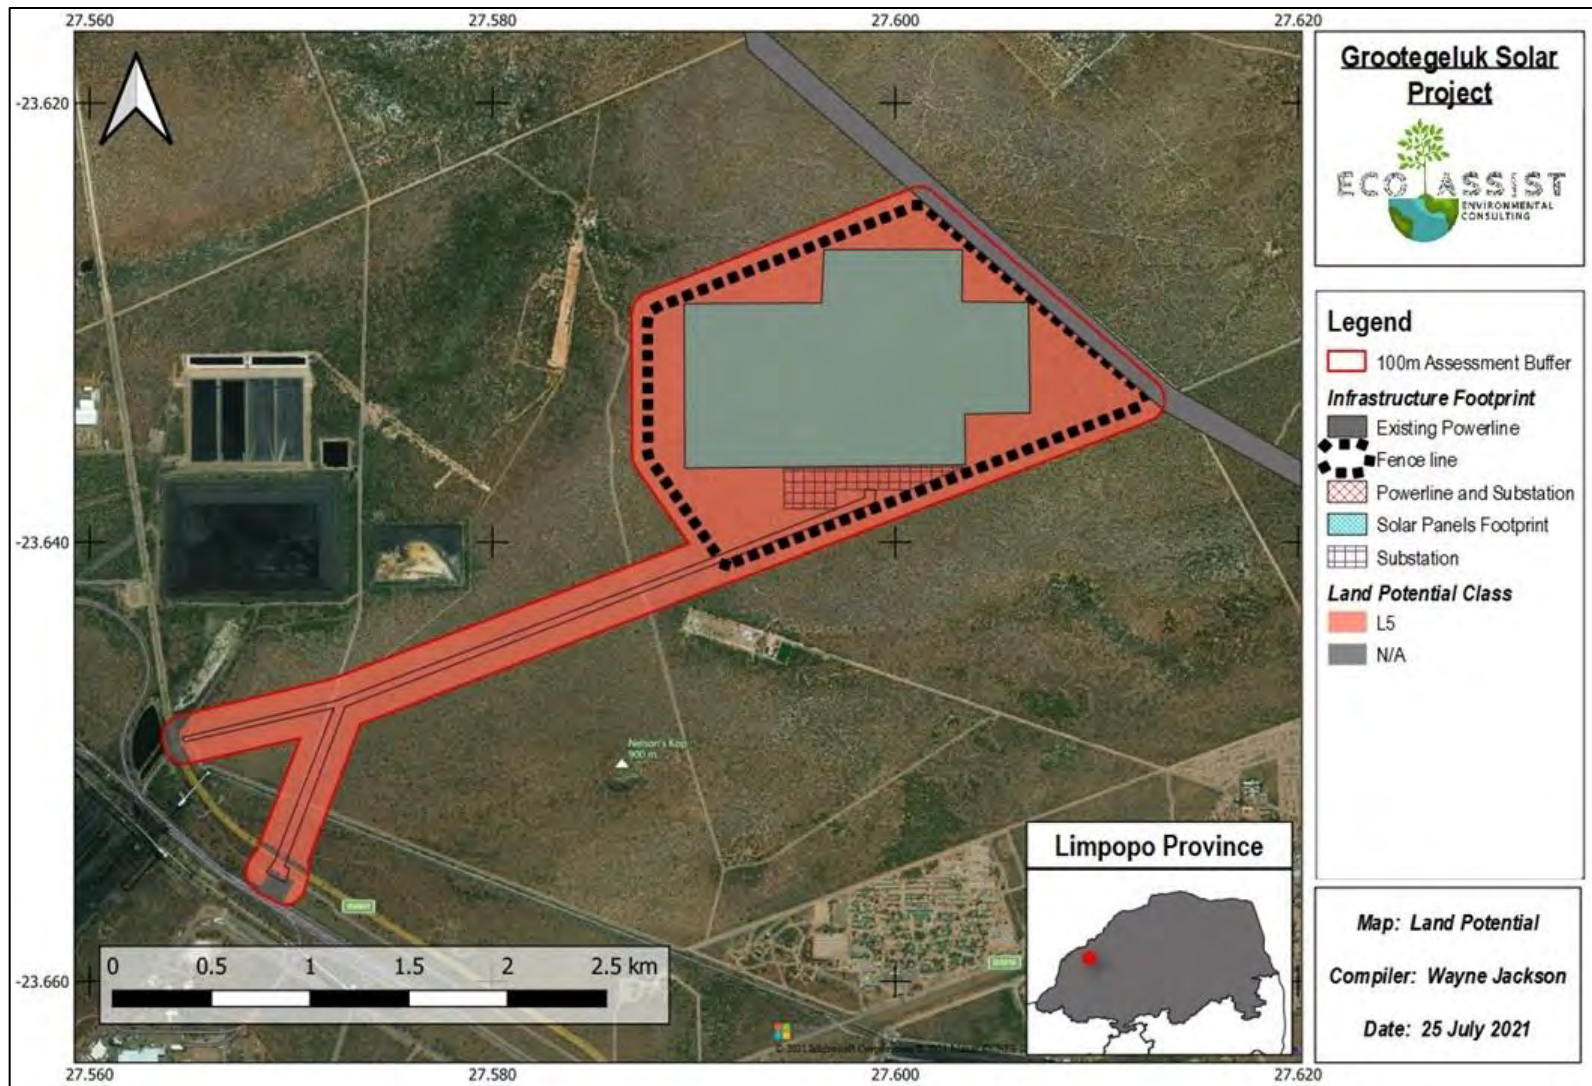 27.560
27.580
27.600
27.620
-23.620
-23.640
-23.660
Nelson's Kop
900 m
0
0.5
1
1.5
2
2.5 km
27.560
27.580
27.600
27.620
Limpopo Province
Grootegeluk Solar
Project
ECO ASSIST
ENVIRONMENTAL
CONSULTING
Legend
100m Assessment Buffer
Infrastructure Footprint
Existing Powerline
Fence line
Powerline and Substation
Solar Panels Footprint
Substation
Land Potential Class
L5
N/A
Map: Land Potential
Compiler: Wayne Jackson
Date: 25 July 2021